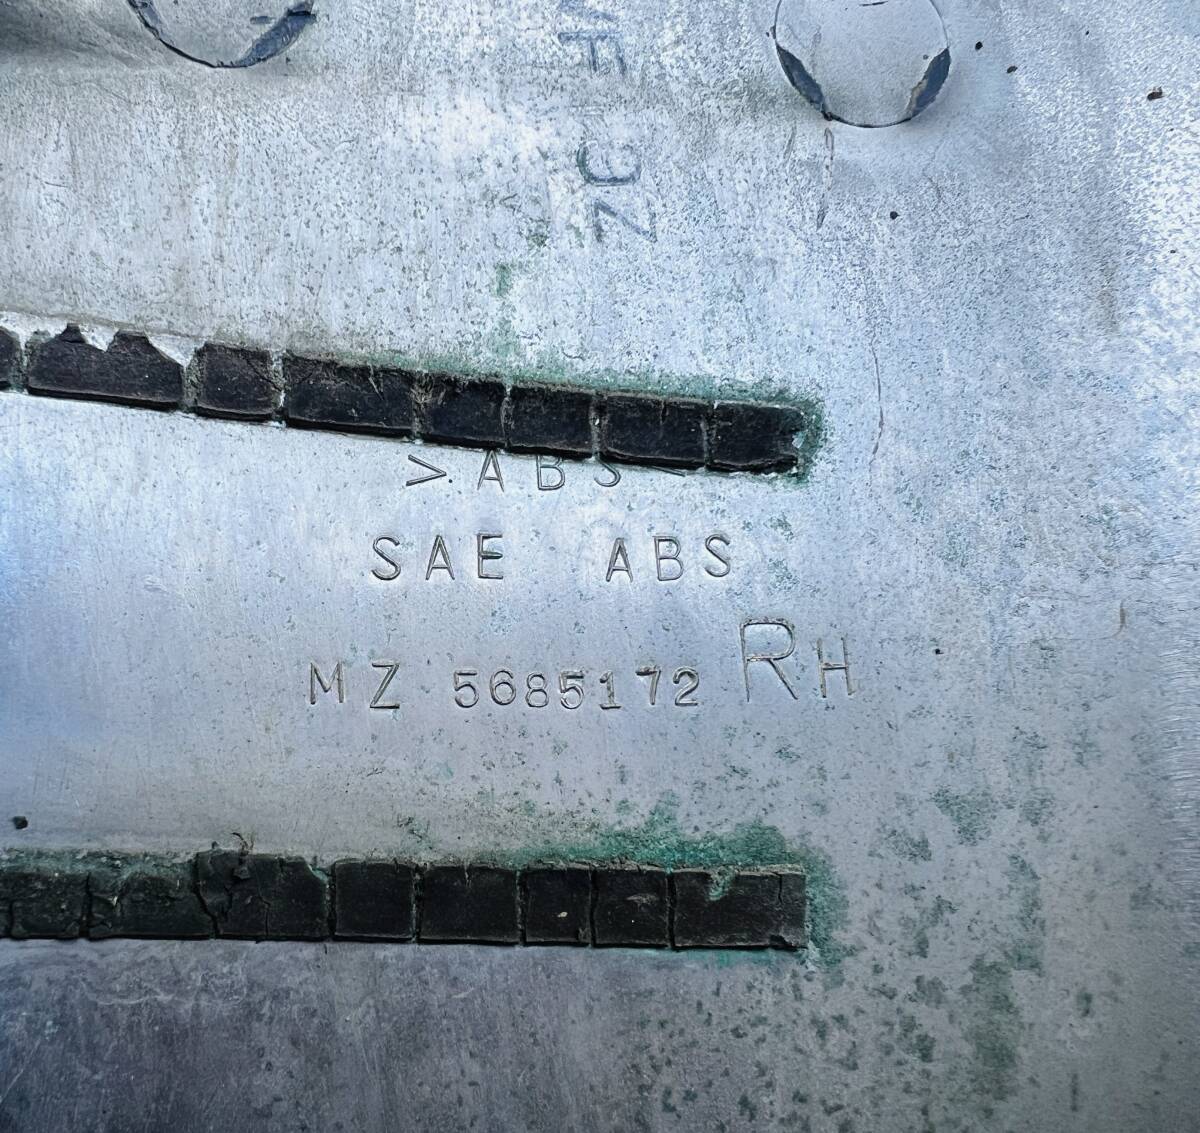 >ABS<
SAE ABS
MZ 5685172 RH